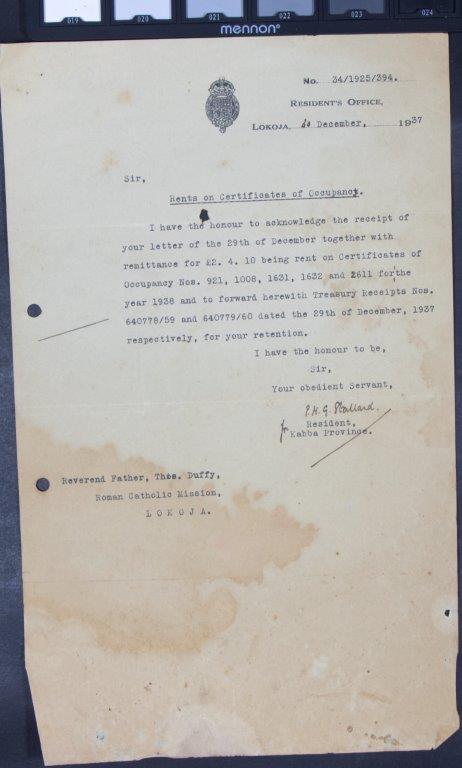 019 020 021 022 023 024
mennon®
No. 34/1925/394.
RESIDENT'S OFFICE,
LOKOJA, 30 December, 1937
Sir,
Rents on Certificates of Occupancy.
I have the honour to acknowledge the receipt of
your letter of the 29th of December together with
remittance for £2. 4. 10 being rent on Certificates of
Occupancy Nos. 921, 1008, 1631, 1632 and 2611 for the
year 1938 and to forward herewith Treasury Receipts Nos.
640778/59 and 640779/60 dated the 29th of December, 1937
respectively, for your retention.
I have the honour to be,
Sir,
Your obedient Servant,
P.H.G. Stallard.
Resident,
for Kabba Province.
Reverend Father, Thos. Duffy,
Roman Catholic Mission,
LOKOJA.